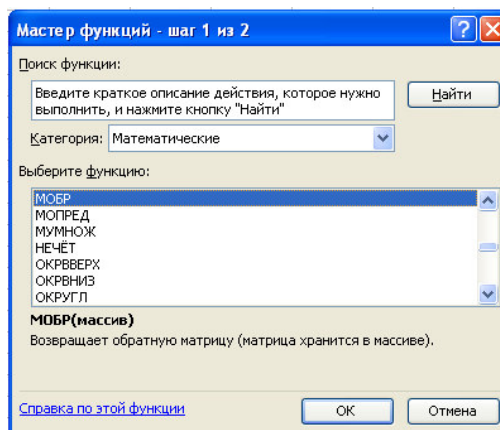 Мастер функций - шаг 1 из 2
Поиск функции:
Введите краткое описание действия, которое нужно
выполнить, и нажмите кнопку "Найти"
Найти
Категория: Математические
Выберите функцию:
МОБР
МОПРЕД
МУМНОЖ
НЕЧЁТ
ОКРВВЕРХ
ОКРВНИЗ
ОКРУГЛ
МОБР(массив)
Возвращает обратную матрицу (матрица хранится в массиве).
Справка по этой функции
ОК
Отмена